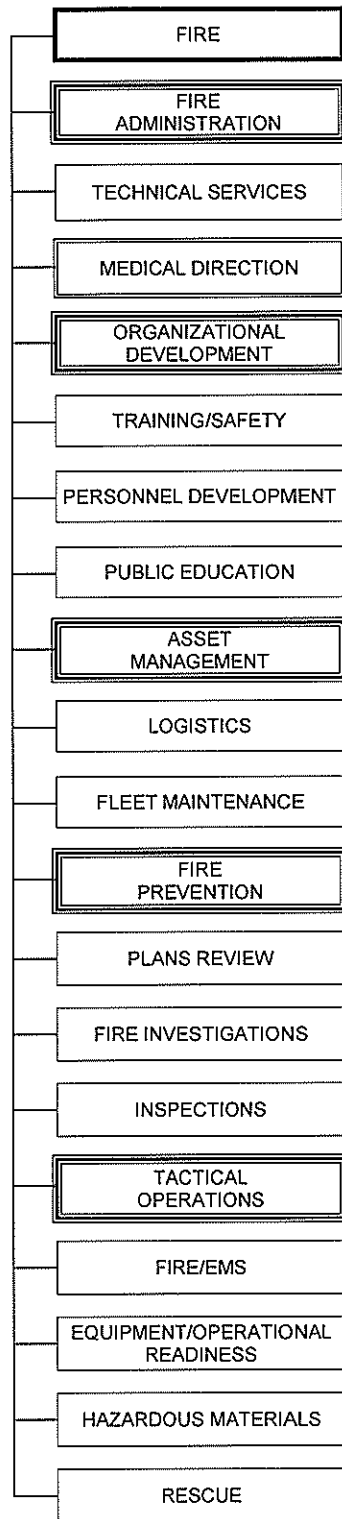 FIRE
FIRE
ADMINISTRATION
TECHNICAL SERVICES
MEDICAL DIRECTION
ORGANIZATIONAL
DEVELOPMENT
TRAINING/SAFETY
PERSONNEL DEVELOPMENT
PUBLIC EDUCATION
ASSET
MANAGEMENT
LOGISTICS
FLEET MAINTENANCE
FIRE
PREVENTION
PLANS REVIEW
FIRE INVESTIGATIONS
INSPECTIONS
TACTICAL
OPERATIONS
FIRE/EMS
EQUIPMENT/OPERATIONAL
READINESS
HAZARDOUS MATERIALS
RESCUE